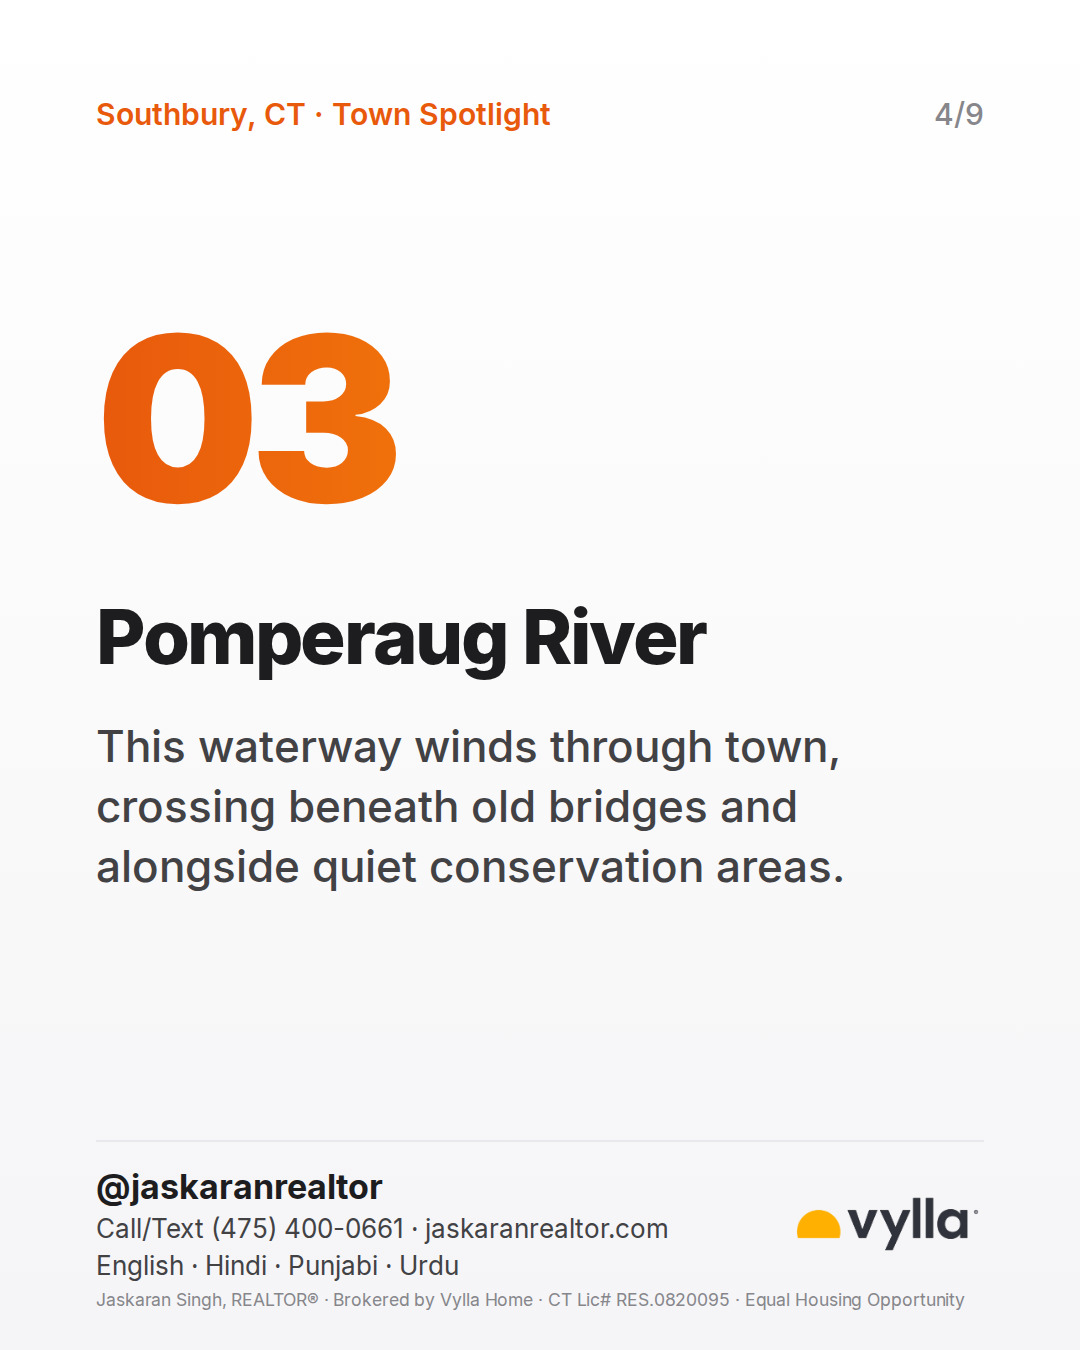 Southbury, CT · Town Spotlight
4/9
03
Pomperaug River
This waterway winds through town,
crossing beneath old bridges and
alongside quiet conservation areas.
@jaskaranrealtor
Call/Text (475) 400-0661 · jaskaranrealtor.com
English · Hindi · Punjabi · Urdu
Jaskaran Singh, REALTOR® · Brokered by Vylla Home · CT Lic# RES.0820095 · Equal Housing Opportunity
vylla